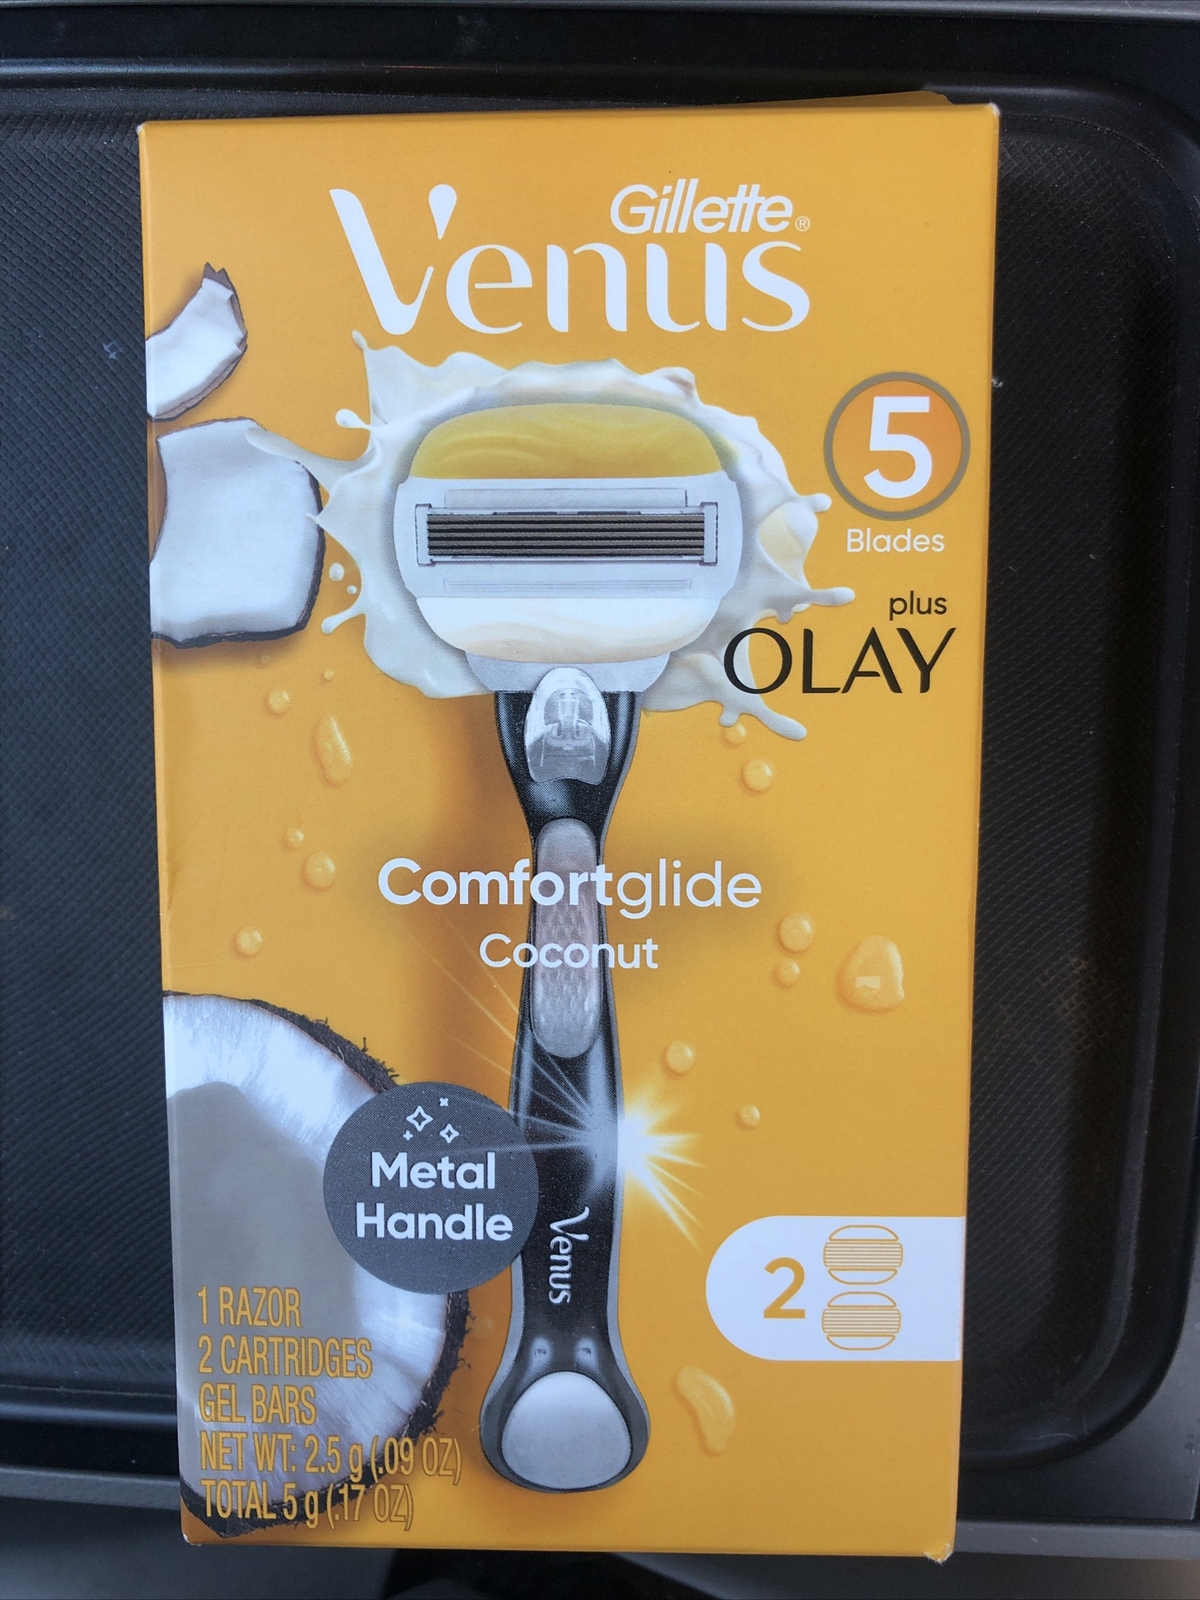 Gillette®
Venus
5
Blades
plus
OLAY
Comfortglide
Coconut
Metal
Handle
Venus
2
1 RAZOR
2 CARTRIDGES
GEL BARS
NET WT: 2.5 g (.09 OZ)
TOTAL 5 g (.17 OZ)